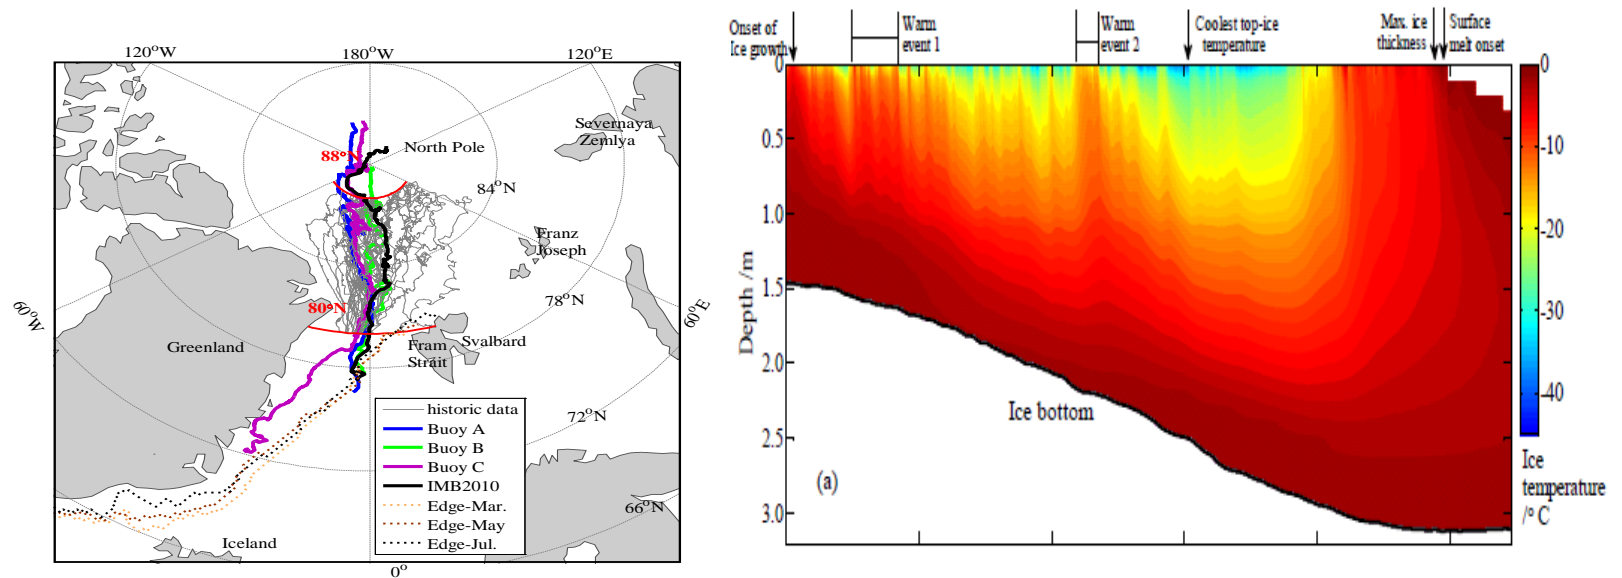 120°W
180°W
120°E
Severnaya
Zemlya
North Pole
88°N
84°N
Franz
Joseph
78°N
80°N
60°W
60°E
Greenland
Fram
Strait
Svalbard
72°N
66°N
Iceland
0°
historic data
Buoy A
Buoy B
Buoy C
IMB2010
Edge-Mar.
Edge-May
Edge-Jul.
Onset of
Ice growth
Warm
event 1
Warm
event 2
Coolest top-ice
temperature
Max. ice
thickness
Surface
melt onset
0
0.5
1.0
1.5
2.0
2.5
3.0
Depth /m
Ice bottom
(a)
0
-10
-20
-30
-40
Ice
temperature
/° C